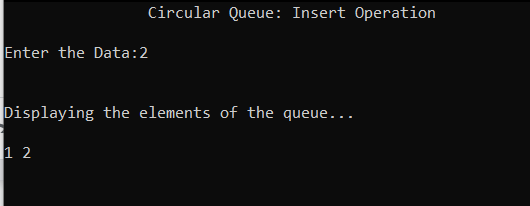 Circular Queue: Insert Operation
Enter the Data:2
Displaying the elements of the queue...
1 2